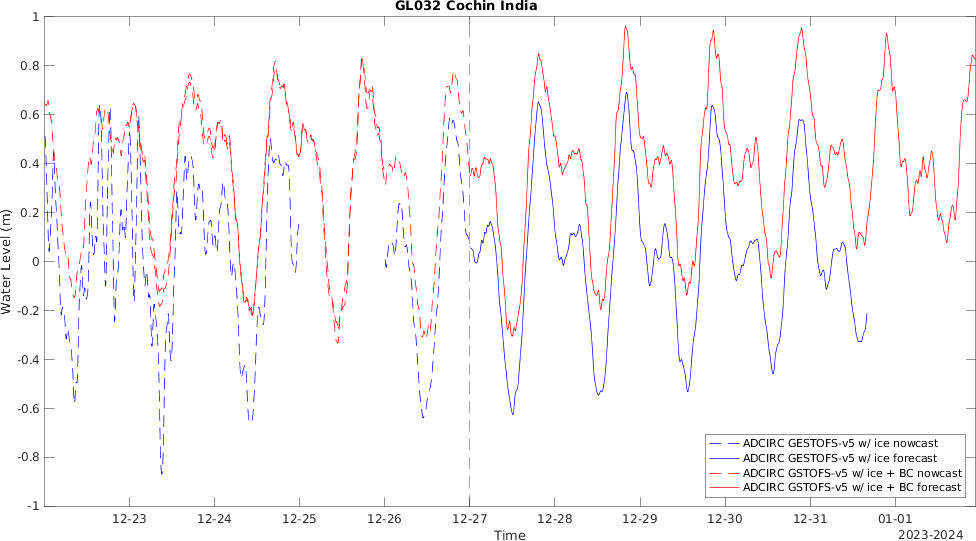 GL032 Cochin India
1
0.8
0.6
0.4
0.2
0
-0.2
-0.4
-0.6
-0.8
-1
Water Level (m)
12-23 12-24 12-25 12-26 12-27 12-28 12-29 12-30 12-31 01-01
Time
2023-2024
ADCIRC GESTOFS-v5 w/ ice nowcast
ADCIRC GESTOFS-v5 w/ ice forecast
ADCIRC GSTOFS-v5 w/ ice + BC nowcast
ADCIRC GSTOFS-v5 w/ ice + BC forecast